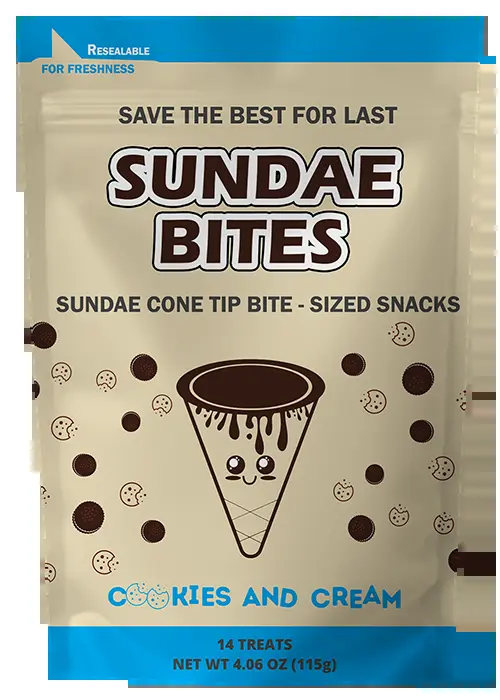 RESEALABLE
FOR FRESHNESS
SAVE THE BEST FOR LAST
SUNDAE
BITES
SUNDAE CONE TIP BITE - SIZED SNACKS
COOKIES AND CREAM
14 TREATS
NET WT 4.06 OZ (115g)